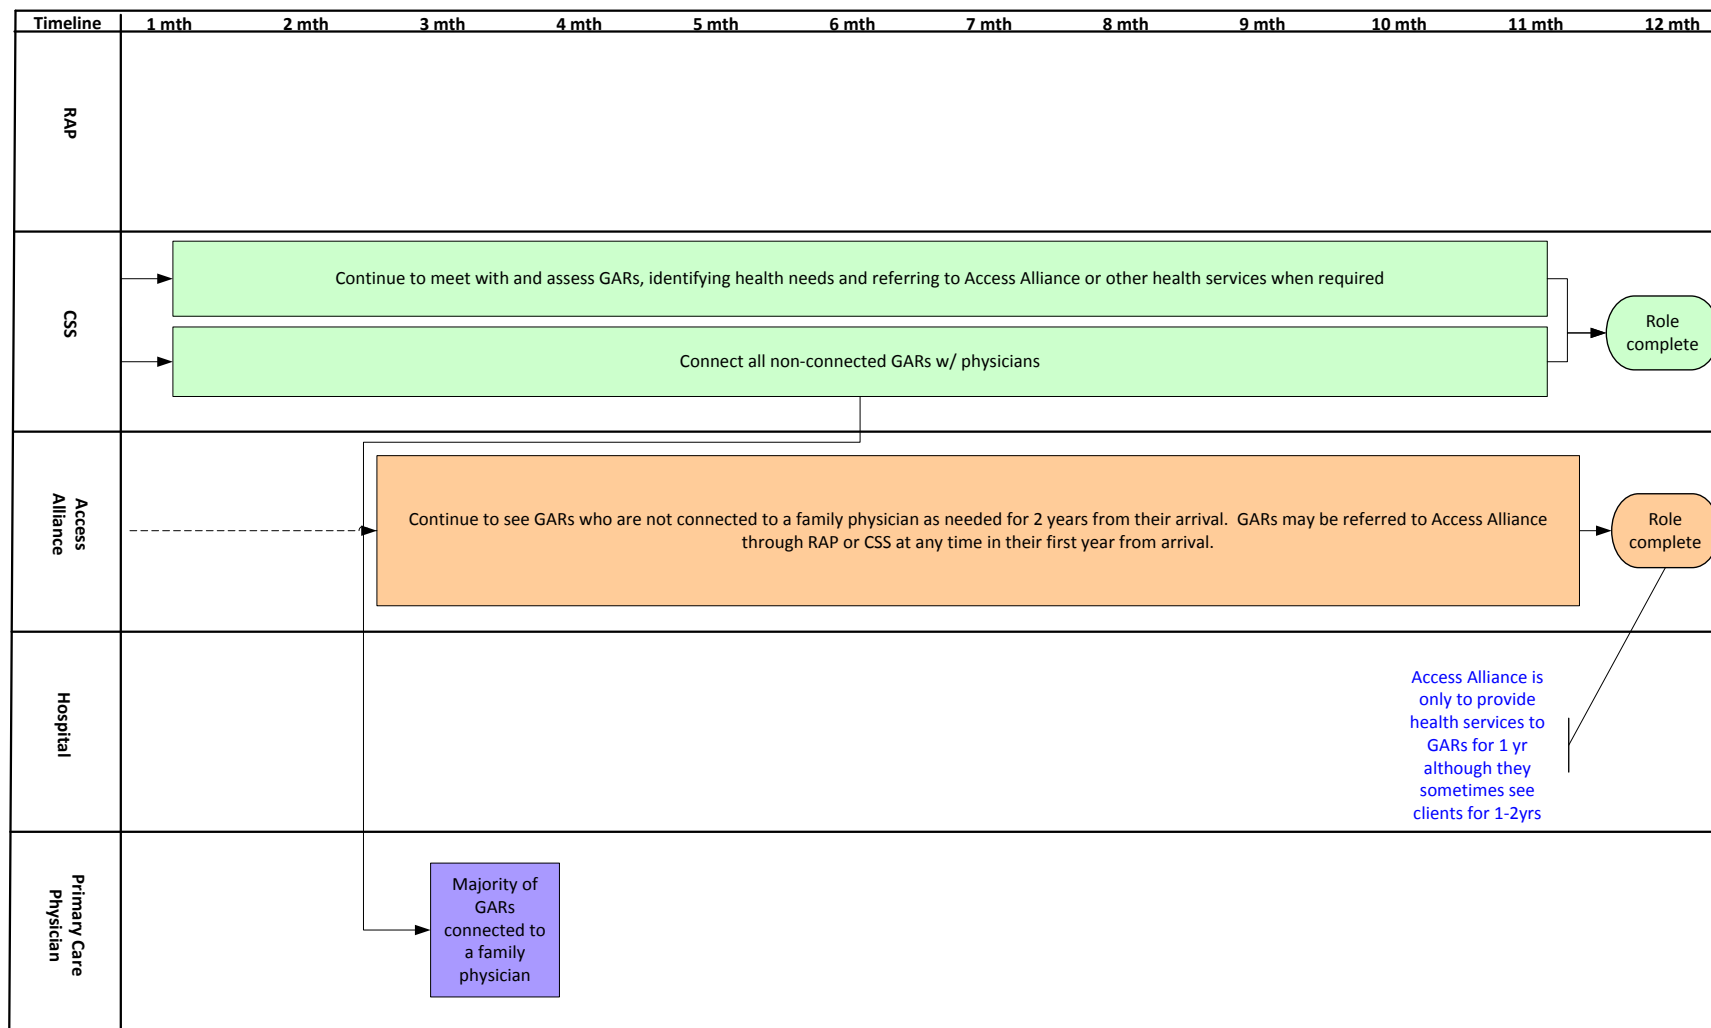 Timeline 1 mth 2 mth 3 mth 4 mth 5 mth 6 mth 7 mth 8 mth 9 mth 10 mth 11 mth 12 mth
RAP
CSS
Continue to meet with and assess GARs, identifying health needs and referring to Access Alliance or other health services when required
Connect all non-connected GARs w/ physicians
Role
complete
Access
Alliance
Continue to see GARs who are not connected to a family physician as needed for 2 years from their arrival.  GARs may be referred to Access Alliance
through RAP or CSS at any time in their first year from arrival.
Role
complete
Hospital
Access Alliance is
only to provide
health services to
GARs for 1 yr
although they
sometimes see
clients for 1-2yrs
Primary Care
Physician
Majority of
GARs
connected to
a family
physician